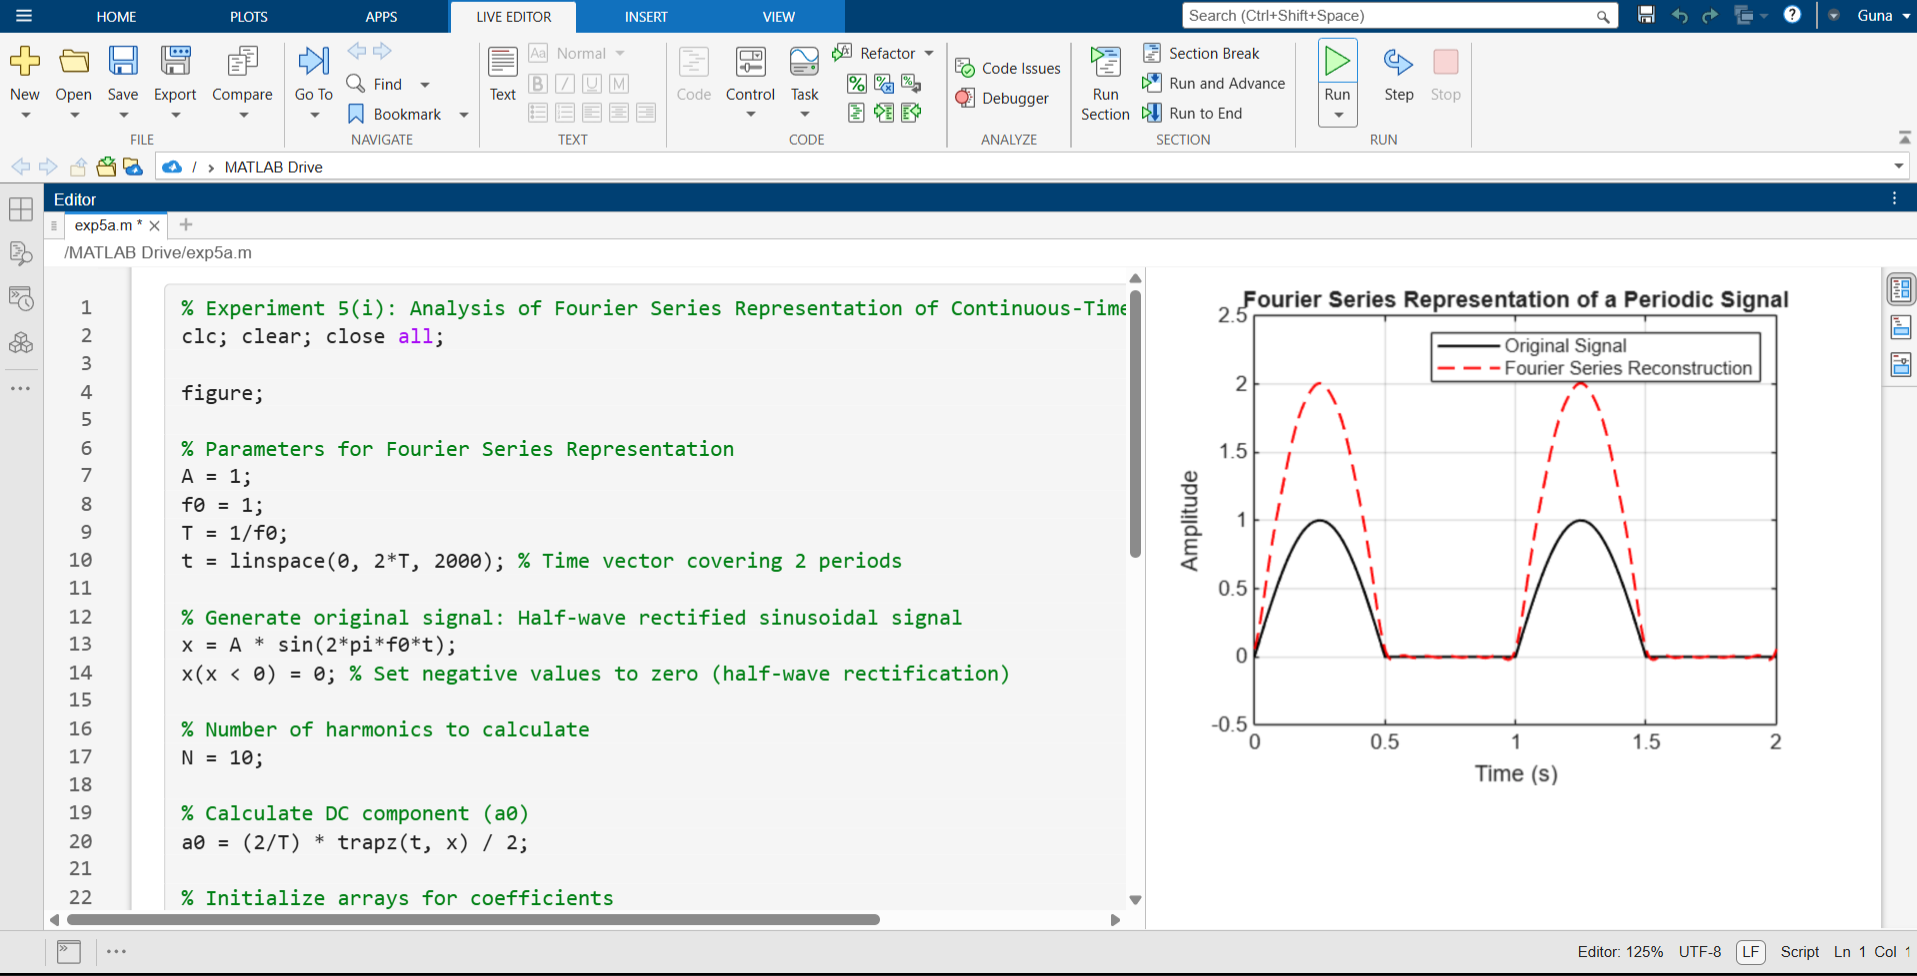 HOME PLOTS APPS LIVE EDITOR INSERT VIEW Search (Ctrl+Shift+Space) Guna
New Open Save Export Compare
FILE
Go To Find Bookmark
NAVIGATE
Text Aa Normal
B I U M
TEXT
Code Control Task Refactor
CODE
Code Issues
Debugger
ANALYZE
Run Section
Section Break
Run and Advance
Run to End
SECTION
Run Step Stop
RUN
/ › MATLAB Drive
Editor
exp5a.m *
/MATLAB Drive/exp5a.m
1 % Experiment 5(i): Analysis of Fourier Series Representation of Continuous-Time
2 clc; clear; close all;
3
4 figure;
5
6 % Parameters for Fourier Series Representation
7 A = 1;
8 f0 = 1;
9 T = 1/f0;
10 t = linspace(0, 2*T, 2000); % Time vector covering 2 periods
11
12 % Generate original signal: Half-wave rectified sinusoidal signal
13 x = A * sin(2*pi*f0*t);
14 x(x < 0) = 0; % Set negative values to zero (half-wave rectification)
15
16 % Number of harmonics to calculate
17 N = 10;
18
19 % Calculate DC component (a0)
20 a0 = (2/T) * trapz(t, x) / 2;
21
22 % Initialize arrays for coefficients
Fourier Series Representation of a Periodic Signal
Original Signal
Fourier Series Reconstruction
2.5
2
1.5
1
0.5
0
-0.5
Amplitude
0 0.5 1 1.5 2
Time (s)
Editor: 125% UTF-8 LF Script Ln 1 Col 1